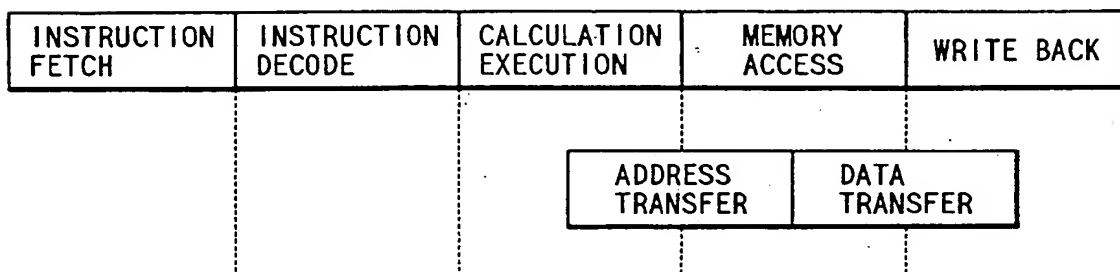 INSTRUCTION
FETCH
INSTRUCTION
DECODE
CALCULATION
EXECUTION
MEMORY
ACCESS
WRITE BACK
ADDRESS
TRANSFER
DATA
TRANSFER